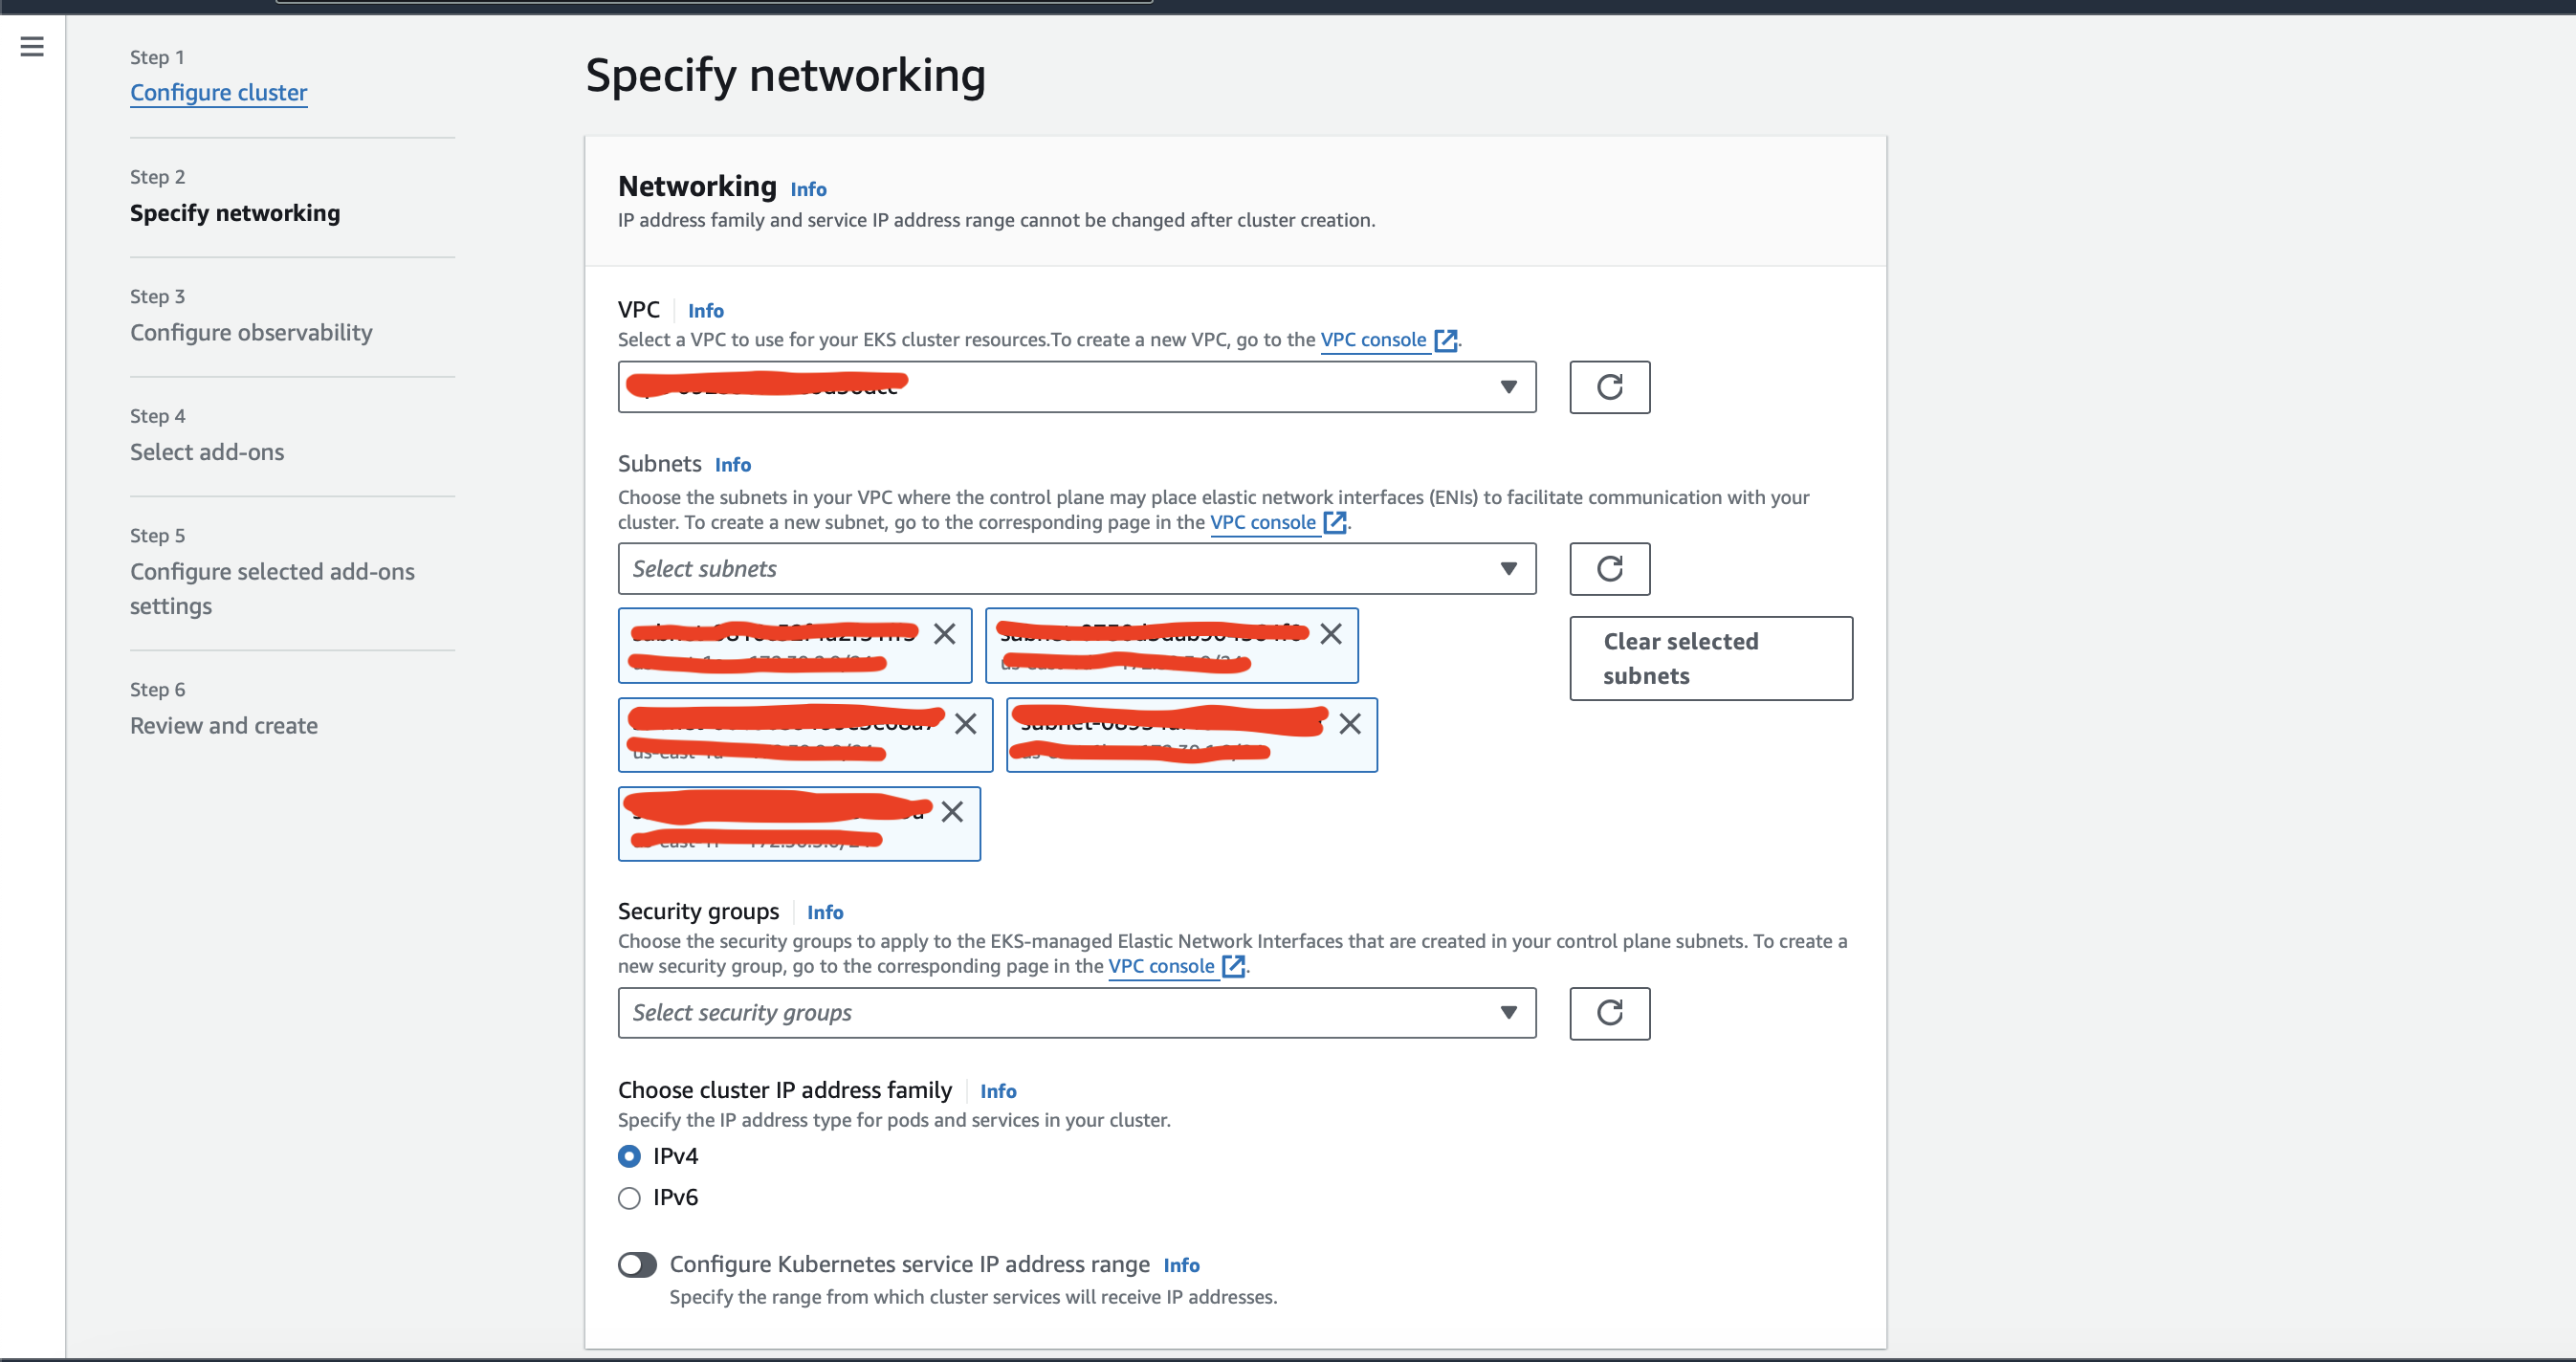 Step 1
Configure cluster
Step 2
Specify networking
Step 3
Configure observability
Step 4
Select add-ons
Step 5
Configure selected add-ons
settings
Step 6
Review and create
Specify networking
Networking Info
IP address family and service IP address range cannot be changed after cluster creation.
VPC Info
Select a VPC to use for your EKS cluster resources.To create a new VPC, go to the VPC console.
Subnets Info
Choose the subnets in your VPC where the control plane may place elastic network interfaces (ENIs) to facilitate communication with your
cluster. To create a new subnet, go to the corresponding page in the VPC console.
Select subnets
Clear selected
subnets
Security groups Info
Choose the security groups to apply to the EKS-managed Elastic Network Interfaces that are created in your control plane subnets. To create a
new security group, go to the corresponding page in the VPC console.
Select security groups
Choose cluster IP address family Info
Specify the IP address type for pods and services in your cluster.
IPv4
IPv6
Configure Kubernetes service IP address range Info
Specify the range from which cluster services will receive IP addresses.